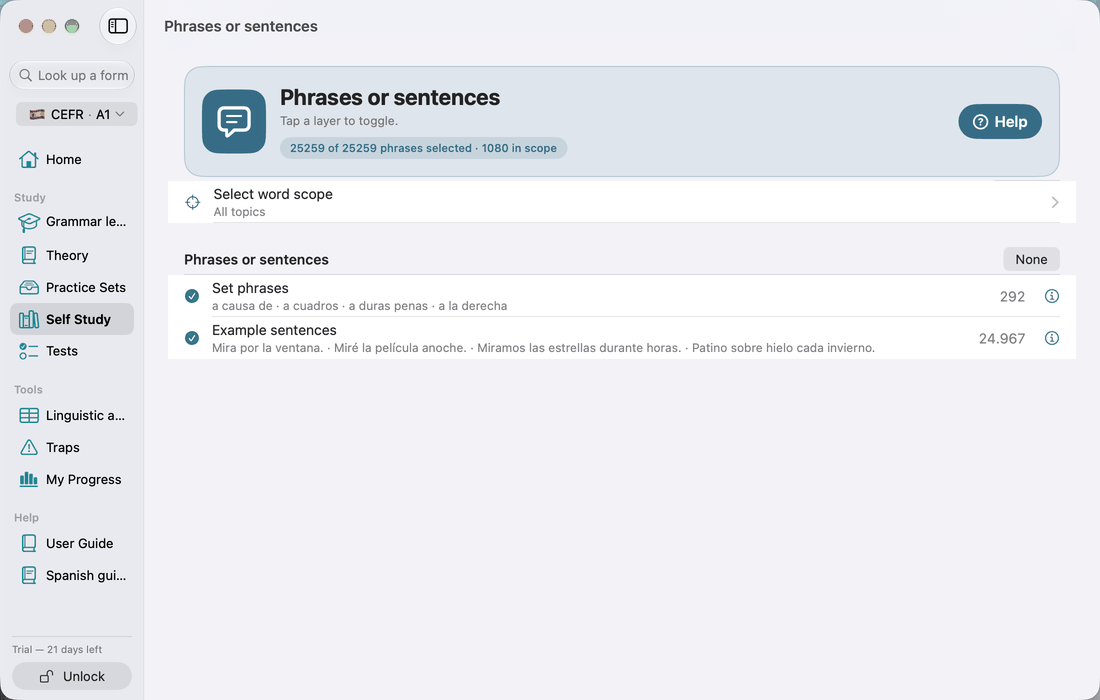 Phrases or sentences
Look up a form
CEFR · A1
Home
Study
Grammar le...
Theory
Practice Sets
Self Study
Tests
Tools
Linguistic a...
Traps
My Progress
Help
User Guide
Spanish gui...
Trial — 21 days left
Unlock
Phrases or sentences
Tap a layer to toggle.
25259 of 25259 phrases selected · 1080 in scope
Help
Select word scope
All topics
Phrases or sentences
None
Set phrases
292
a causa de · a cuadros · a duras penas · a la derecha
Example sentences
24.967
Mira por la ventana. · Miré la película anoche. · Miramos las estrellas durante horas. · Patino sobre hielo cada invierno.